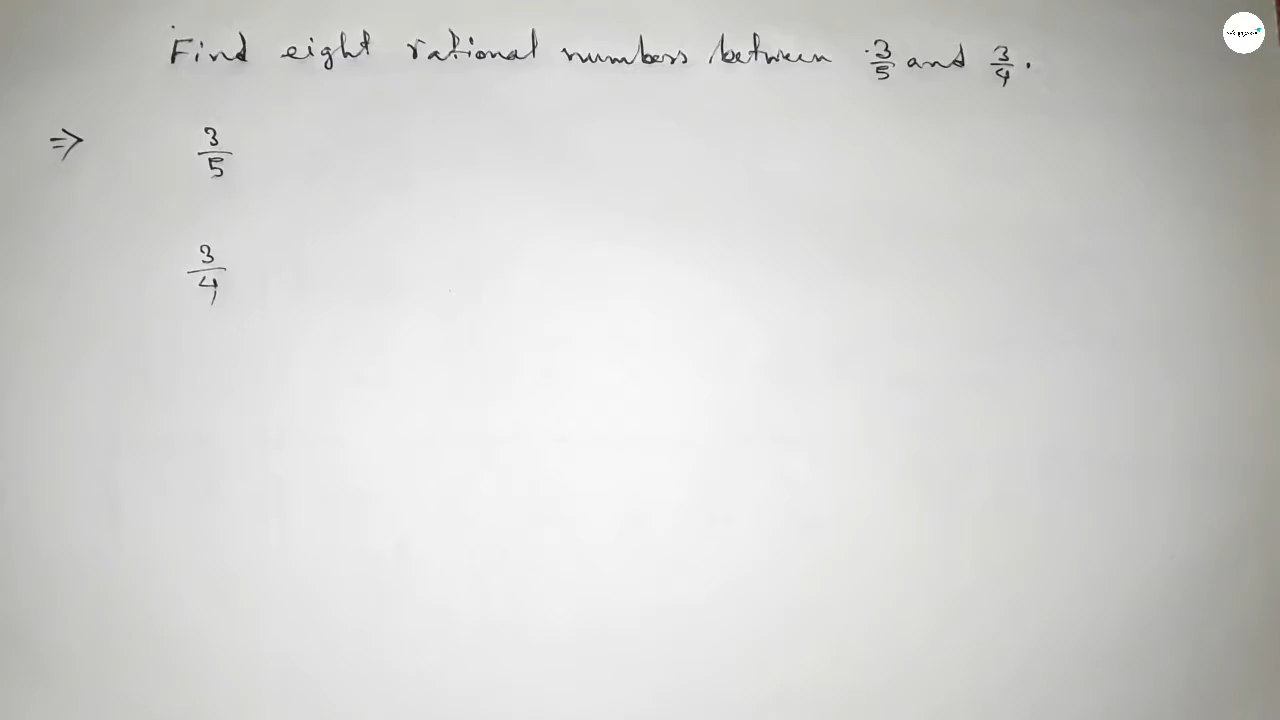 Find eight rational numbers between 3/5 and 3/4.
⇒ 3/5
3/4